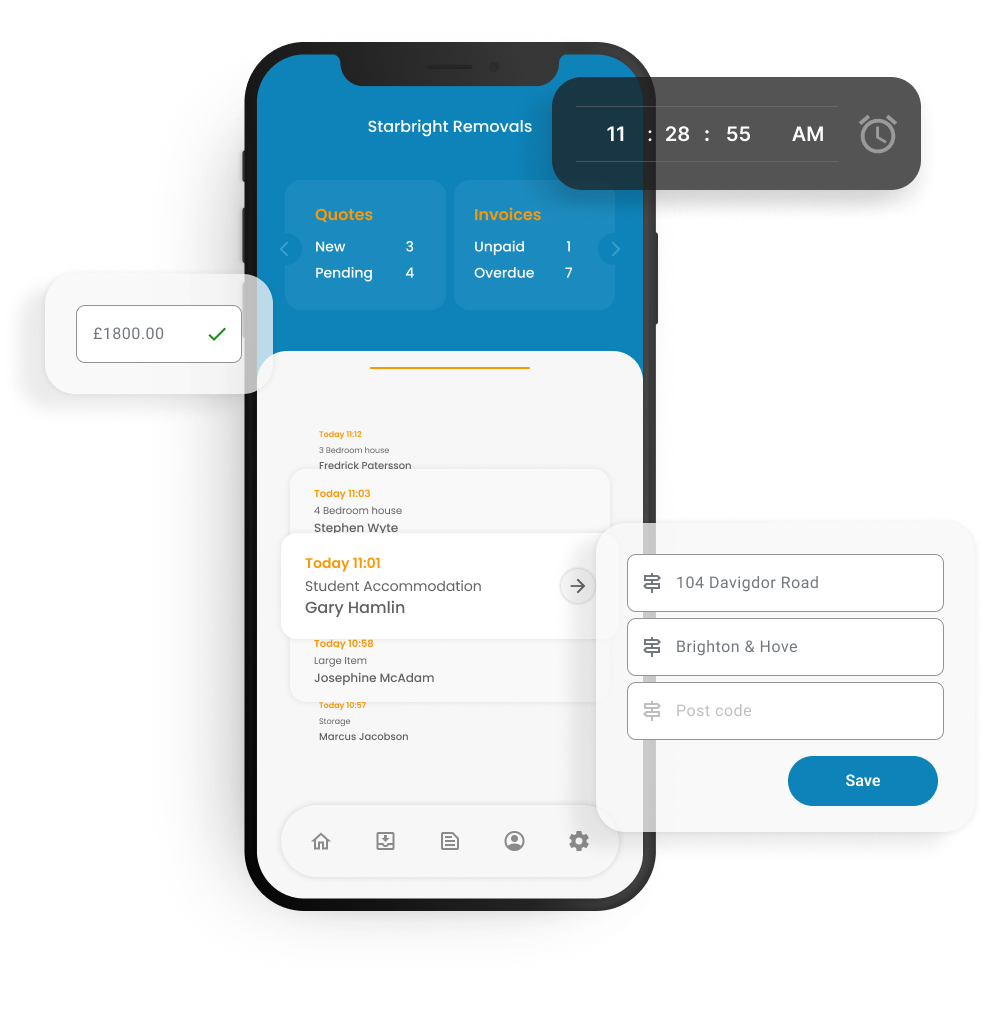 Starbright Removals
11 : 28 : 55 AM
Quotes
New 3
Pending 4
Invoices
Unpaid 1
Overdue 7
£1800.00
Today 11:12
3 Bedroom house
Fredrick Patersson
Today 11:03
4 Bedroom house
Stephen Wyte
Today 11:01
Student Accommodation
Gary Hamlin
Today 10:58
Large Item
Josephine McAdam
Today 10:57
Storage
Marcus Jacobson
104 Davigdor Road
Brighton & Hove
Post code
Save